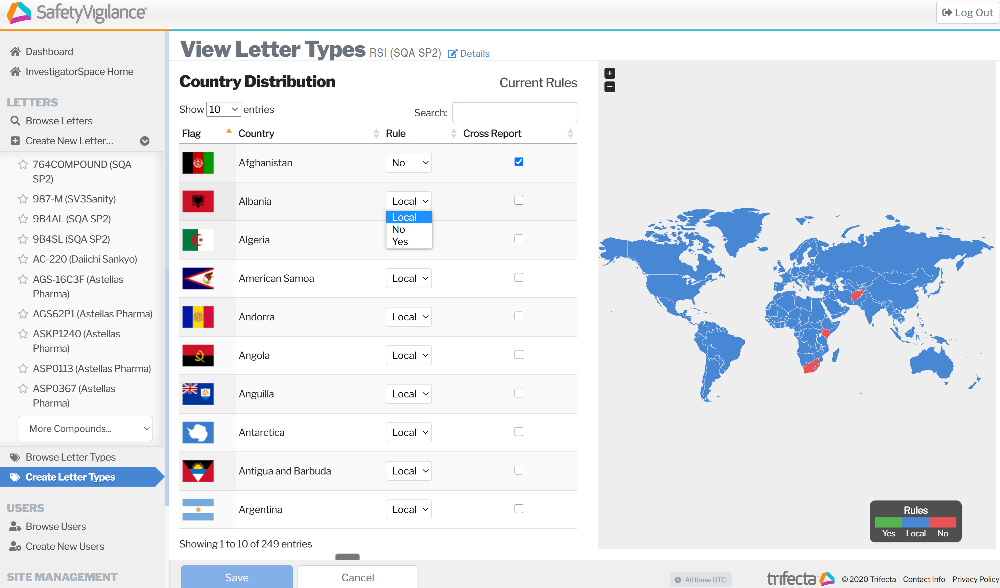 SafetyVigilance®
Log Out
Dashboard
InvestigatorSpace Home
LETTERS
Browse Letters
Create New Letter...
764COMPOUND (SQA
SP2)
987-M (SV3Sanity)
9B4AL (SQA SP2)
9B4SL (SQA SP2)
AC-220 (Daiichi Sankyo)
AGS-16C3F (Astellas
Pharma)
AGS62P1 (Astellas Pharma)
ASKP1240 (Astellas
Pharma)
ASP0113 (Astellas Pharma)
ASP0367 (Astellas
Pharma)
More Compounds...
Browse Letter Types
Create Letter Types
USERS
Browse Users
Create New Users
SITE MANAGEMENT
View Letter Types RSI (SQA SP2) Details
Country Distribution Current Rules
Show 10 entries Search:
Flag Country Rule Cross Report
Afghanistan No
Albania Local
Local
No
Yes
Algeria
American Samoa Local
Andorra Local
Angola Local
Anguilla Local
Antarctica Local
Antigua and Barbuda Local
Argentina Local
Showing 1 to 10 of 249 entries
Save Cancel
+
−
Rules
Yes Local No
All times UTC.
trifecta © 2020 Trifecta Contact Info Privacy Policy